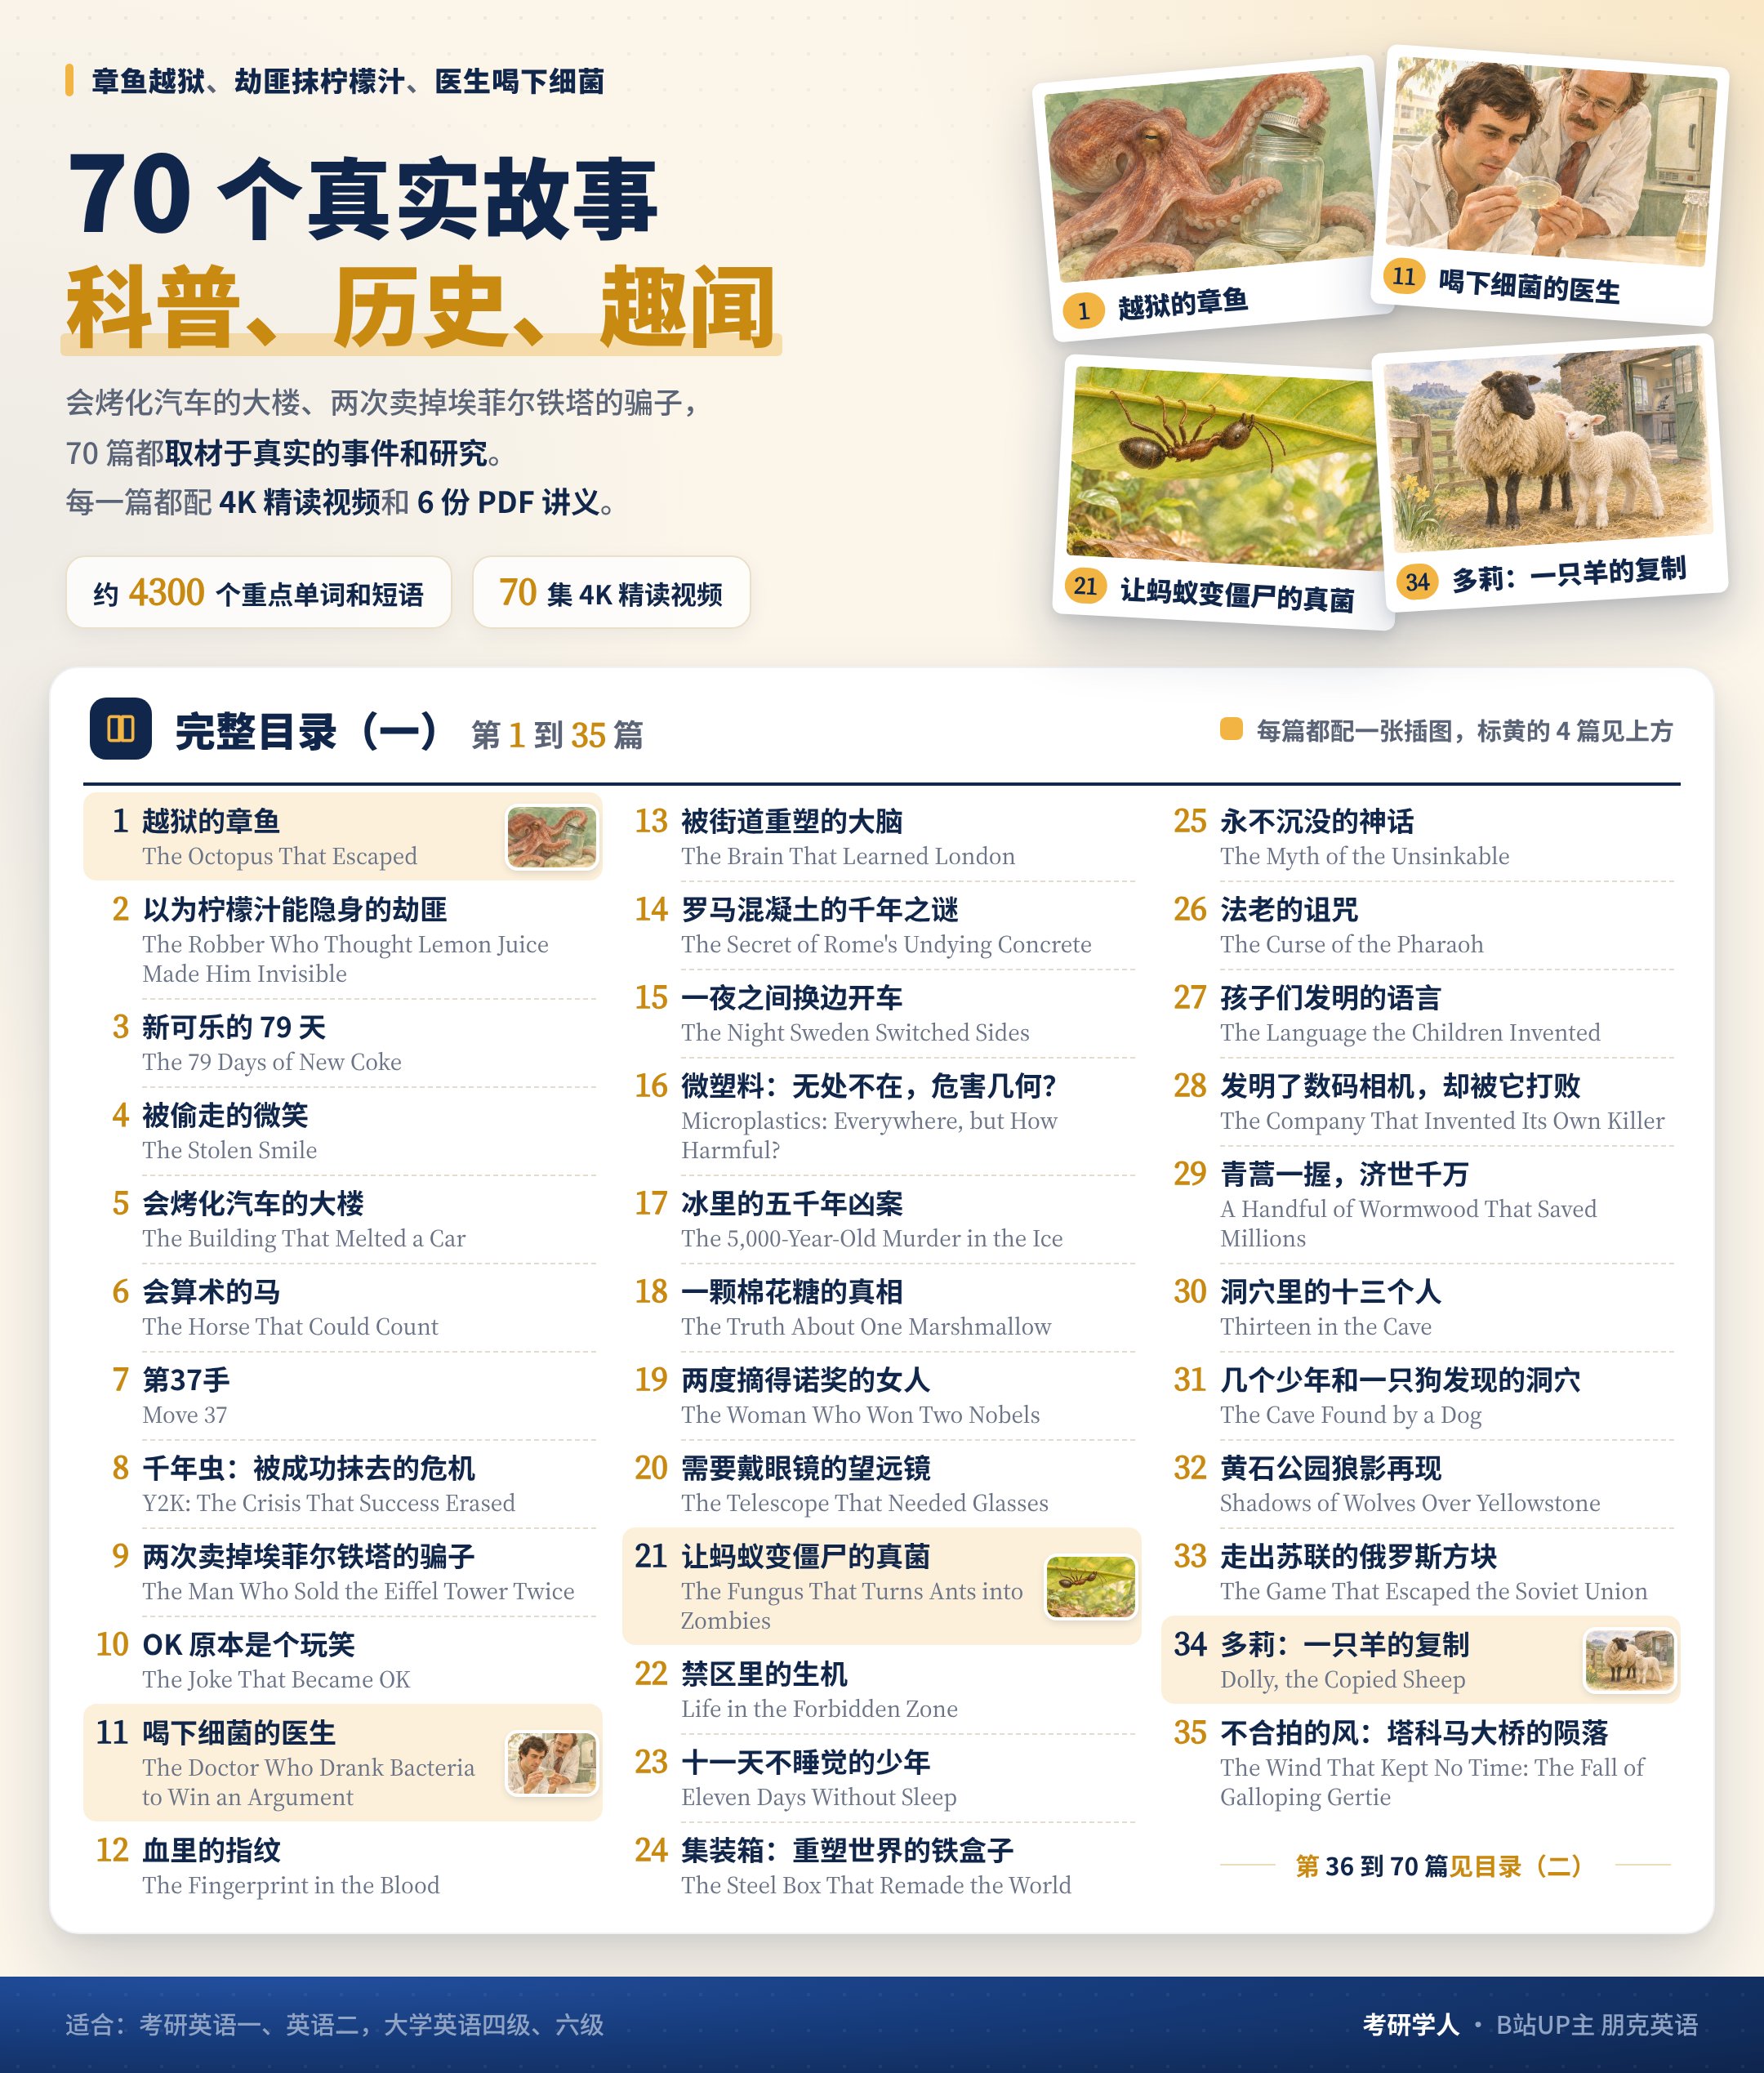 章鱼越狱、劫匪抹柠檬汁、医生喝下细菌
70 个真实故事
科普、历史、趣闻
会烤化汽车的大楼、两次卖掉埃菲尔铁塔的骗子，
70 篇都取材于真实的事件和研究。
每一篇都配 4K 精读视频和 6 份 PDF 讲义。
约 4300 个重点单词和短语
70 集 4K 精读视频
1 越狱的章鱼
11 喝下细菌的医生
21 让蚂蚁变僵尸的真菌
34 多莉：一只羊的复制
完整目录（一） 第 1 到 35 篇
每篇都配一张插图，标黄的 4 篇见上方
1 越狱的章鱼
The Octopus That Escaped
2 以为柠檬汁能隐身的劫匪
The Robber Who Thought Lemon Juice
Made Him Invisible
3 新可乐的 79 天
The 79 Days of New Coke
4 被偷走的微笑
The Stolen Smile
5 会烤化汽车的大楼
The Building That Melted a Car
6 会算术的马
The Horse That Could Count
7 第37手
Move 37
8 千年虫：被成功抹去的危机
Y2K: The Crisis That Success Erased
9 两次卖掉埃菲尔铁塔的骗子
The Man Who Sold the Eiffel Tower Twice
10 OK 原本是个玩笑
The Joke That Became OK
11 喝下细菌的医生
The Doctor Who Drank Bacteria
to Win an Argument
12 血里的指纹
The Fingerprint in the Blood
13 被街道重塑的大脑
The Brain That Learned London
14 罗马混凝土的千年之谜
The Secret of Rome's Undying Concrete
15 一夜之间换边开车
The Night Sweden Switched Sides
16 微塑料：无处不在，危害几何？
Microplastics: Everywhere, but How
Harmful?
17 冰里的五千年凶案
The 5,000-Year-Old Murder in the Ice
18 一颗棉花糖的真相
The Truth About One Marshmallow
19 两度摘得诺奖的女人
The Woman Who Won Two Nobels
20 需要戴眼镜的望远镜
The Telescope That Needed Glasses
21 让蚂蚁变僵尸的真菌
The Fungus That Turns Ants into
Zombies
22 禁区里的生机
Life in the Forbidden Zone
23 十一天不睡觉的少年
Eleven Days Without Sleep
24 集装箱：重塑世界的铁盒子
The Steel Box That Remade the World
25 永不沉没的神话
The Myth of the Unsinkable
26 法老的诅咒
The Curse of the Pharaoh
27 孩子们发明的语言
The Language the Children Invented
28 发明了数码相机，却被它打败
The Company That Invented Its Own Killer
29 青蒿一握，济世千万
A Handful of Wormwood That Saved
Millions
30 洞穴里的十三个人
Thirteen in the Cave
31 几个少年和一只狗发现的洞穴
The Cave Found by a Dog
32 黄石公园狼影再现
Shadows of Wolves Over Yellowstone
33 走出苏联的俄罗斯方块
The Game That Escaped the Soviet Union
34 多莉：一只羊的复制
Dolly, the Copied Sheep
35 不合拍的风：塔科马大桥的陨落
The Wind That Kept No Time: The Fall of
Galloping Gertie
第 36 到 70 篇见目录（二）
适合：考研英语一、英语二，大学英语四级、六级
考研学人 · B站UP主 朋克英语